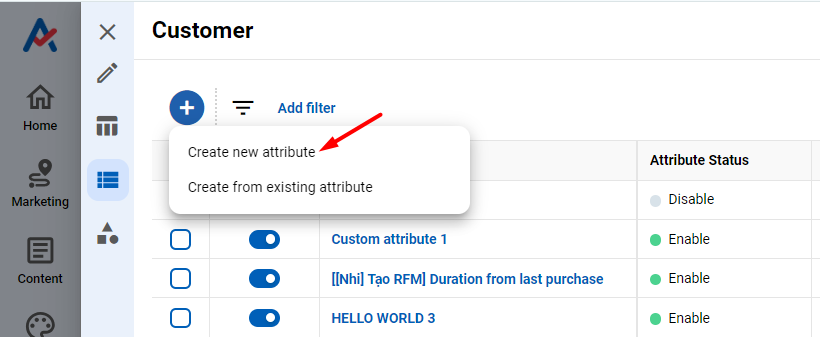 Customer
Add filter
Home
Create new attribute
Attribute Status
Create from existing attribute
Disable
Marketing
Custom attribute 1
Enable
[[Nhi] Tạo RFM] Duration from last purchase
Enable
Content
HELLO WORLD 3
Enable